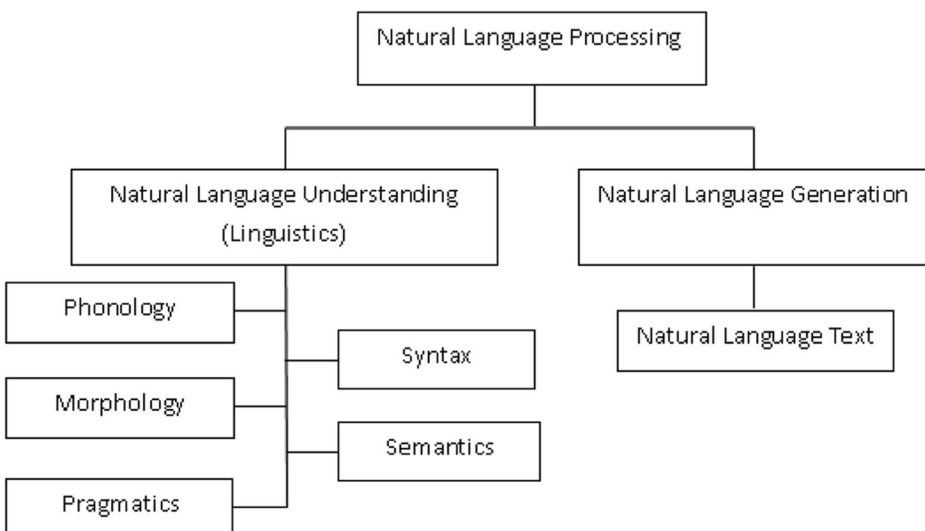 Natural Language Processing
Natural Language Understanding
(Linguistics)
Natural Language Generation
Phonology
Natural Language Text
Syntax
Morphology
Semantics
Pragmatics